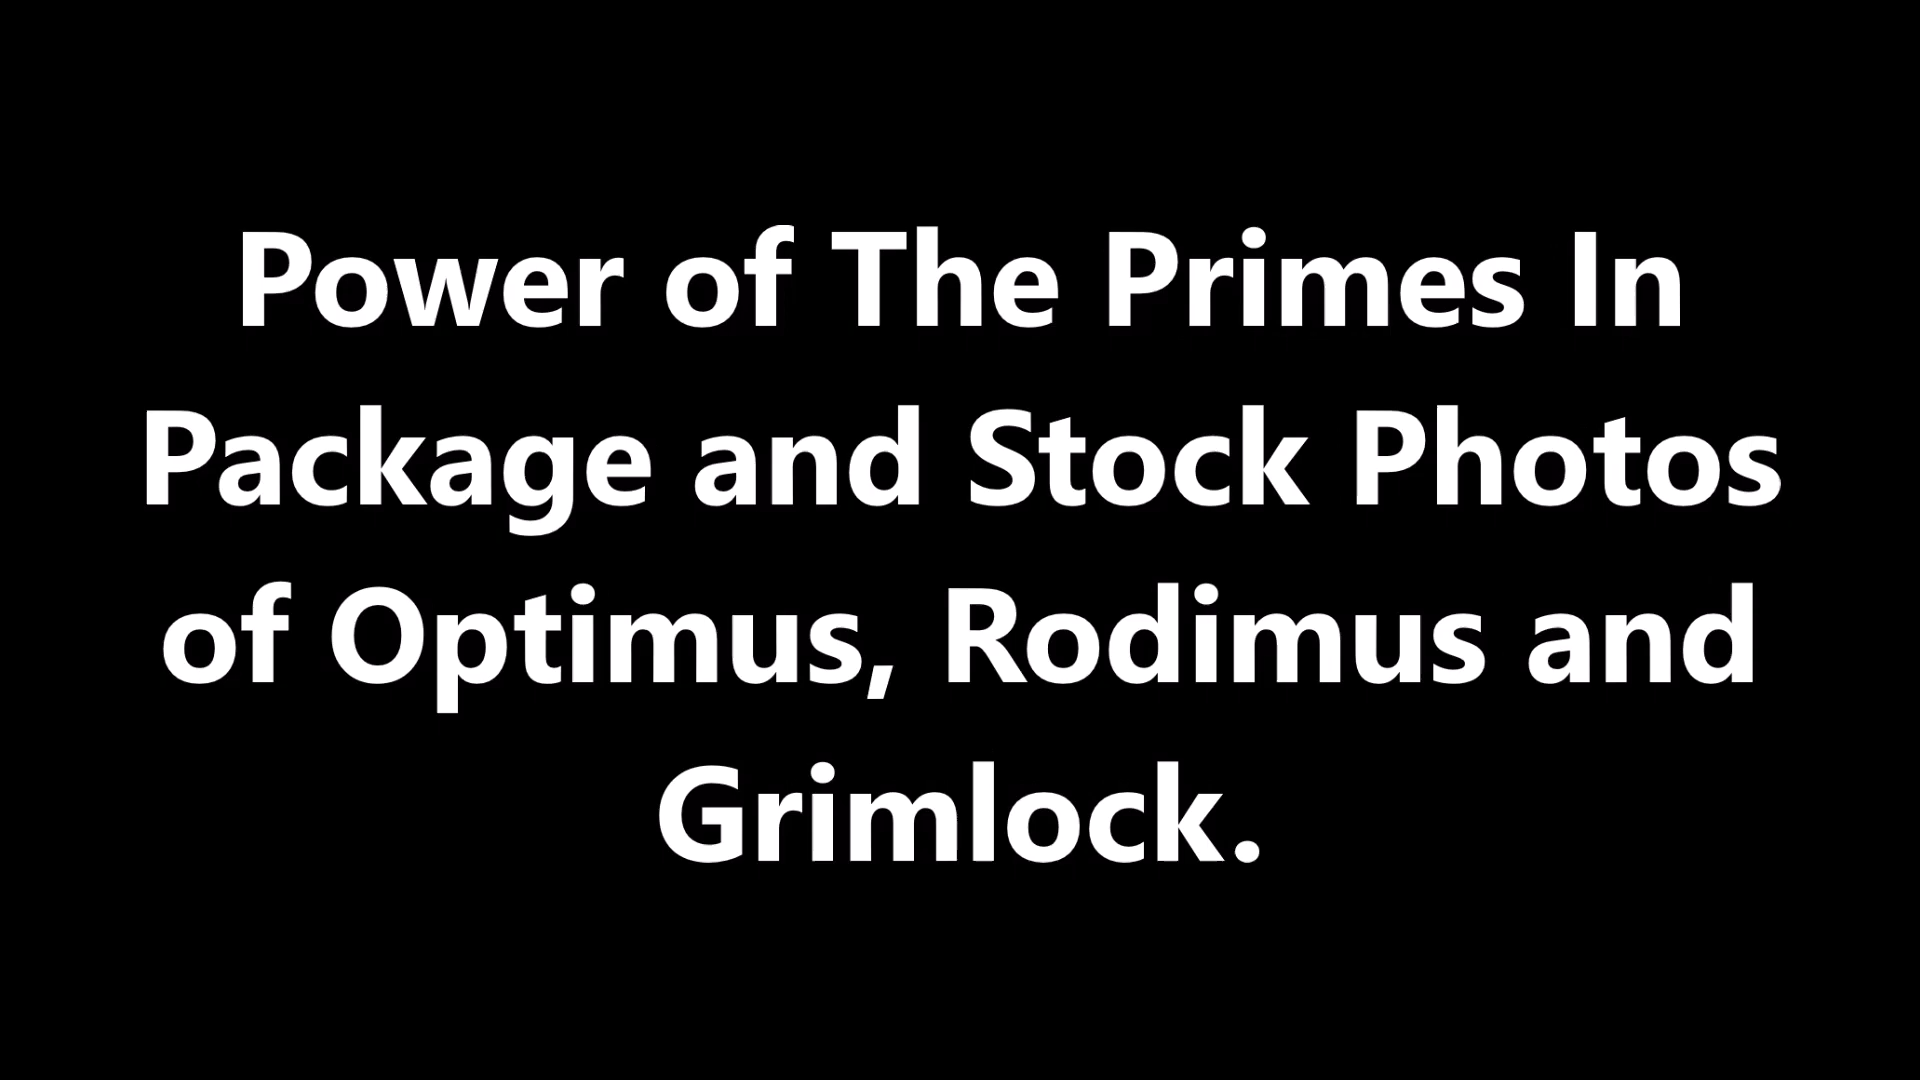 Power of The Primes In
Package and Stock Photos
of Optimus, Rodimus and
Grimlock.